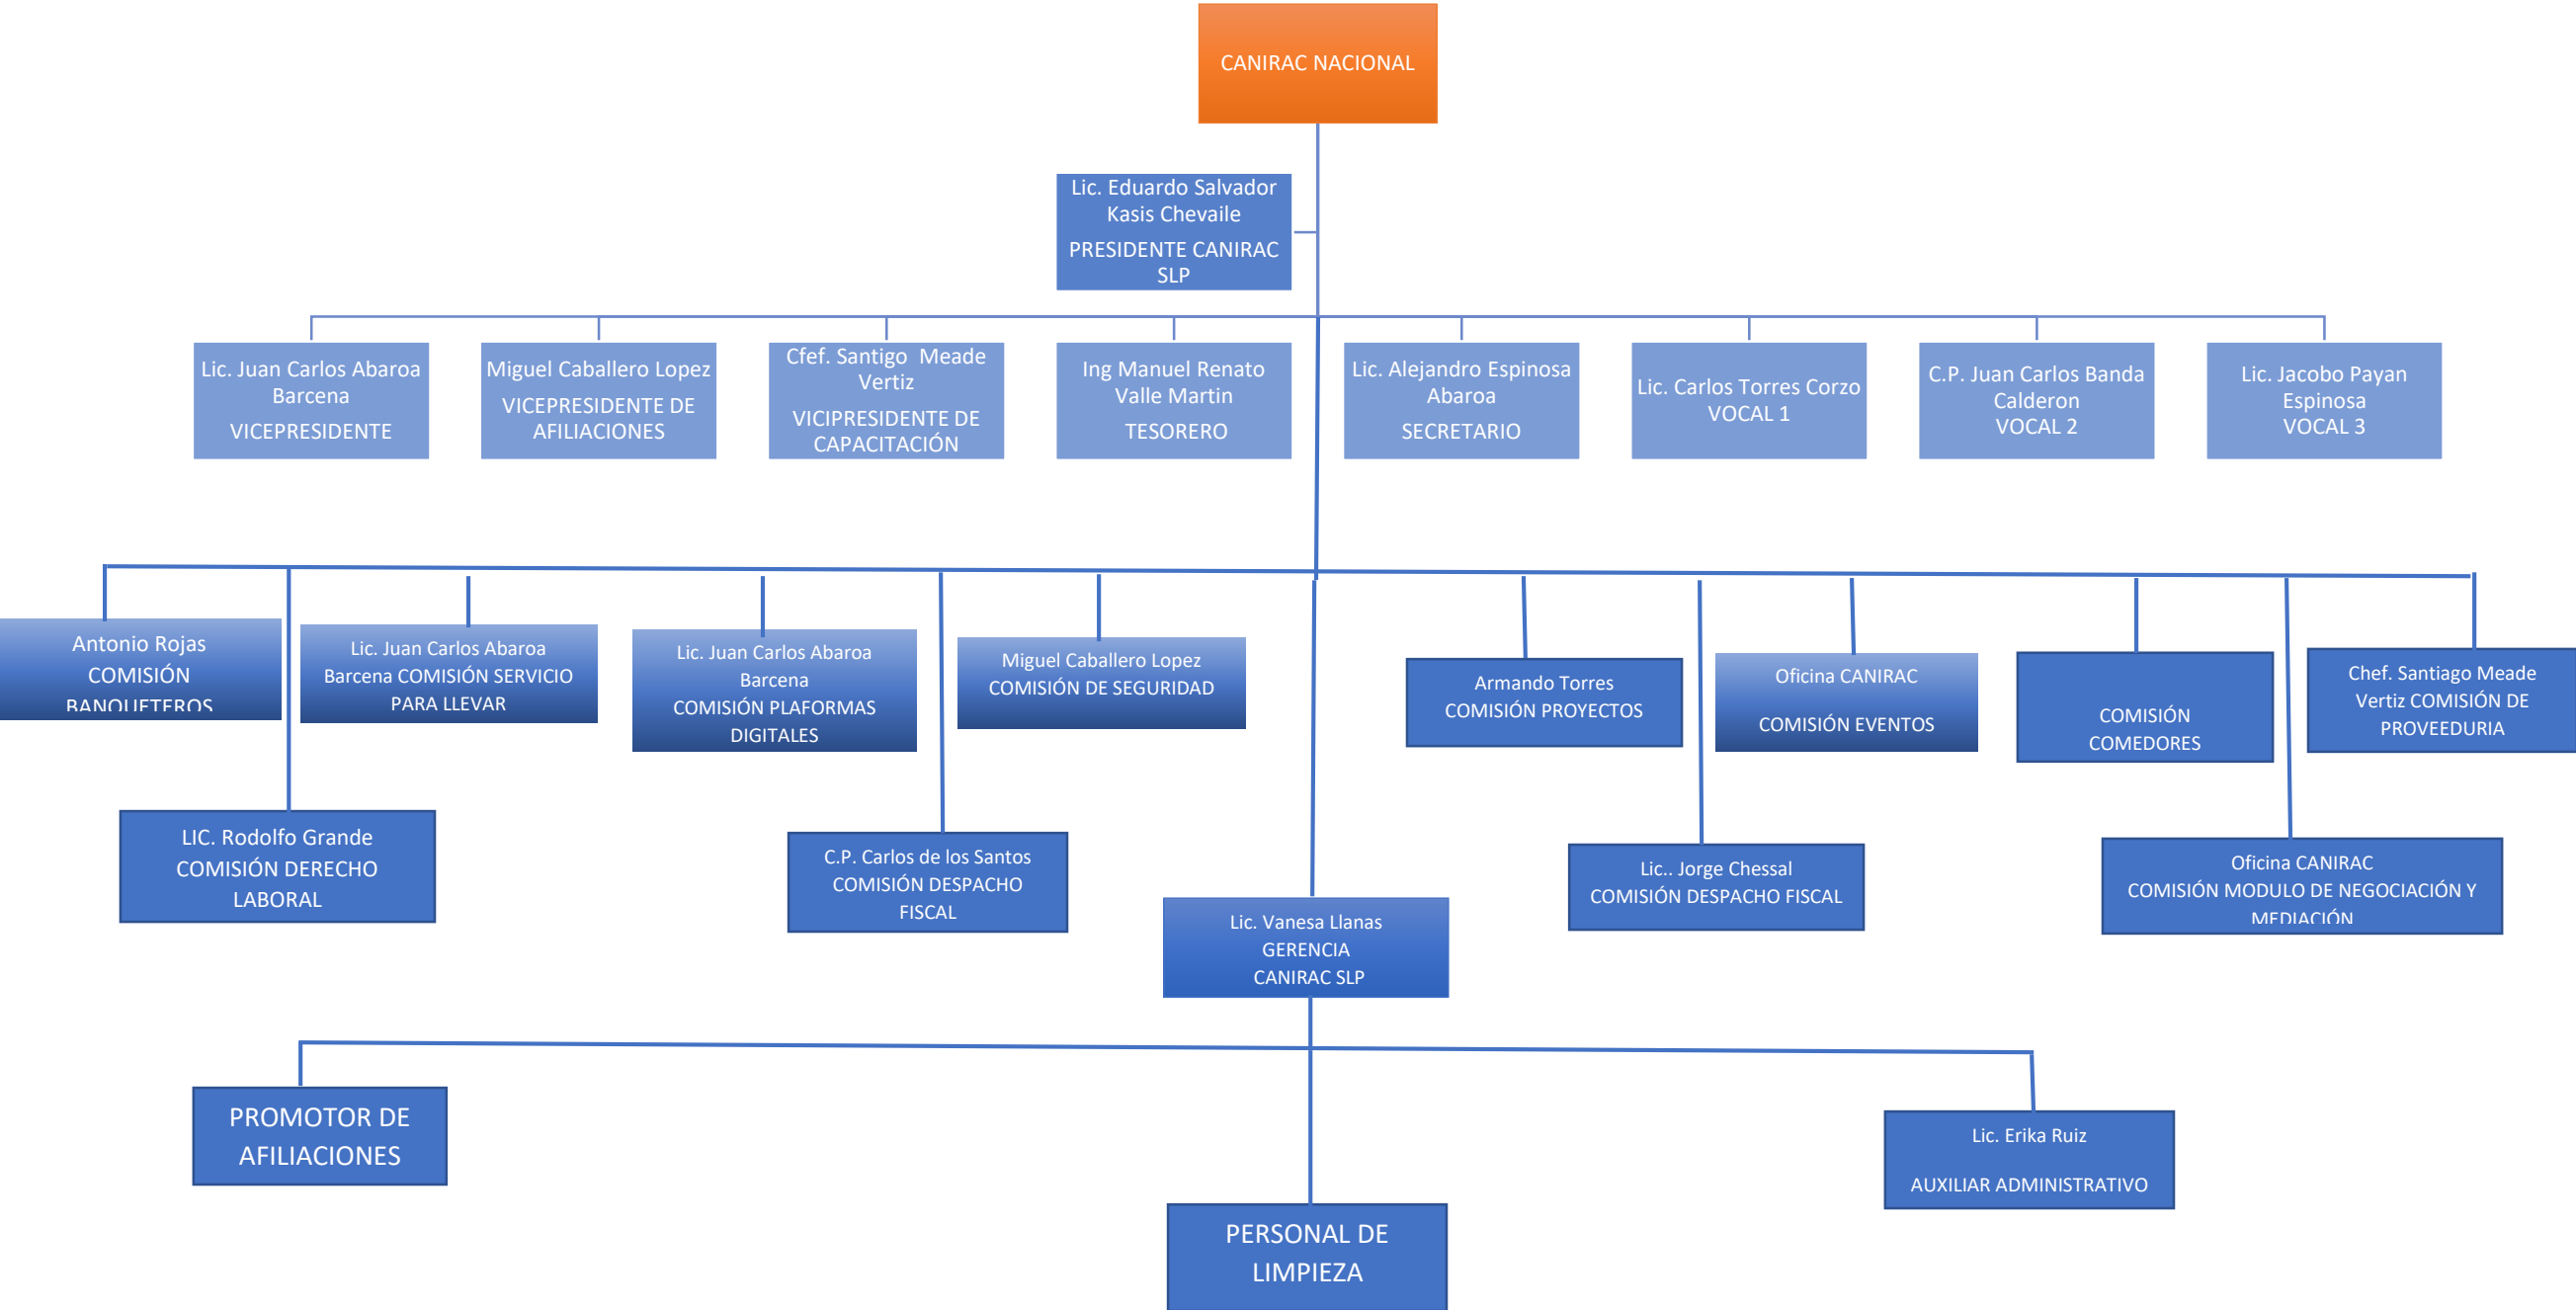 CANIRAC NACIONAL
Lic. Eduardo Salvador
Kasis Chevaile
PRESIDENTE CANIRAC
SLP
Lic. Juan Carlos Abaroa
Barcena
VICEPRESIDENTE
Miguel Caballero Lopez
VICEPRESIDENTE DE
AFILIACIONES
Cfef. Santigo  Meade
Vertiz
VICIPRESIDENTE DE
CAPACITACIÓN
Ing Manuel Renato
Valle Martin
TESORERO
Lic. Alejandro Espinosa
Abaroa
SECRETARIO
Lic. Carlos Torres Corzo
VOCAL 1
C.P. Juan Carlos Banda
Calderon
VOCAL 2
Lic. Jacobo Payan
Espinosa
VOCAL 3
Antonio Rojas
COMISIÓN
BANQUETEROS
Lic. Juan Carlos Abaroa
Barcena COMISIÓN SERVICIO
PARA LLEVAR
Lic. Juan Carlos Abaroa
Barcena
COMISIÓN PLAFORMAS
DIGITALES
Miguel Caballero Lopez
COMISIÓN DE SEGURIDAD
Armando Torres
COMISIÓN PROYECTOS
Oficina CANIRAC
COMISIÓN EVENTOS
COMISIÓN
COMEDORES
Chef. Santiago Meade
Vertiz COMISIÓN DE
PROVEEDURIA
LIC. Rodolfo Grande
COMISIÓN DERECHO
LABORAL
C.P. Carlos de los Santos
COMISIÓN DESPACHO
FISCAL
Lic. Vanesa Llanas
GERENCIA
CANIRAC SLP
Lic.. Jorge Chessal
COMISIÓN DESPACHO FISCAL
Oficina CANIRAC
COMISIÓN MODULO DE NEGOCIACIÓN Y
MEDIACIÓN
PROMOTOR DE
AFILIACIONES
Lic. Erika Ruiz
AUXILIAR ADMINISTRATIVO
PERSONAL DE
LIMPIEZA